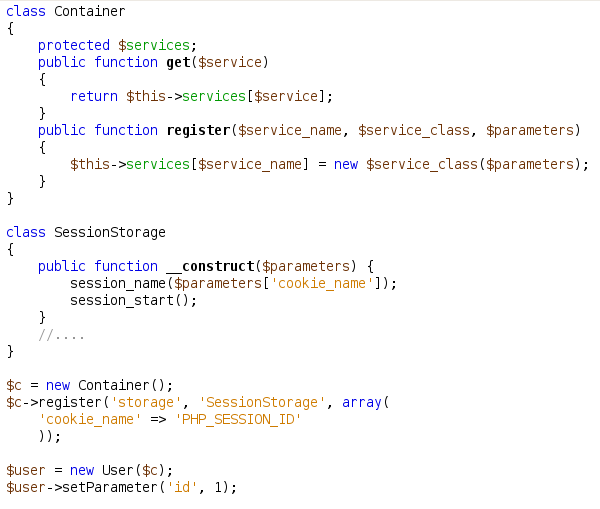 class Container
{
    protected $services;
    public function get($service)
    {
        return $this->services[$service];
    }
    public function register($service_name, $service_class, $parameters)
    {
        $this->services[$service_name] = new $service_class($parameters);
    }
}

class SessionStorage
{
    public function __construct($parameters) {
        session_name($parameters['cookie_name']);
        session_start();
    }
    //....
}

$c = new Container();
$c->register('storage', 'SessionStorage', array(
    'cookie_name' => 'PHP_SESSION_ID'
    ));

$user = new User($c);
$user->setParameter('id', 1);